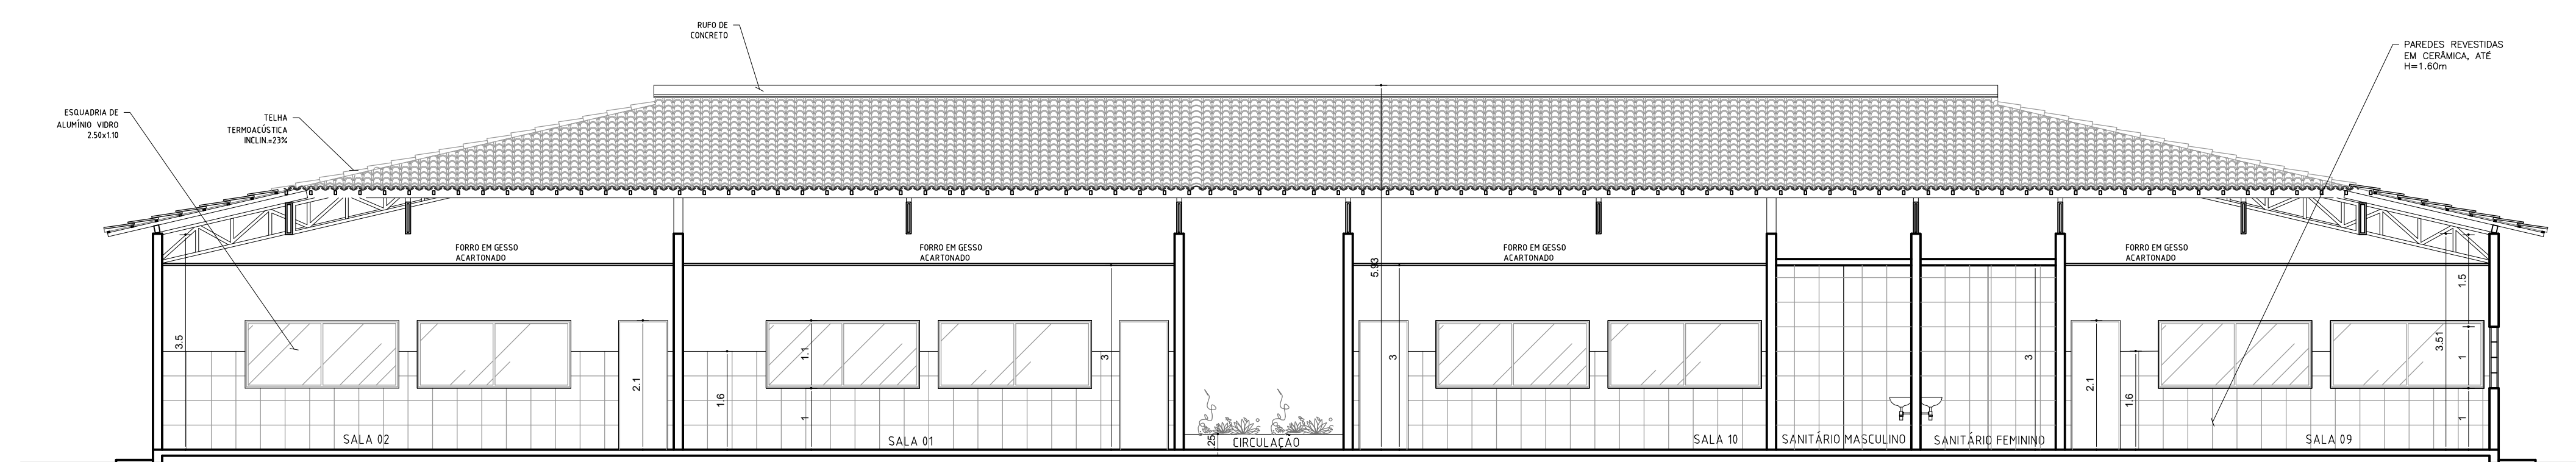 RUFO DE
CONCRETO
PAREDES REVESTIDAS
EM CERÂMICA, ATÉ
H=1.60m
ESQUADRIA DE
ALUMÍNIO VIDRO
2.50x1.10
TELHA
TERMOACÚSTICA
INCLIN.=23%
FORRO EM GESSO
ACARTONADO
FORRO EM GESSO
ACARTONADO
FORRO EM GESSO
ACARTONADO
FORRO EM GESSO
ACARTONADO
3.5
2.1
1.6
1.1
1
3
.25
5.93
3
3
2.1
1.6
3.51
1.5
1
1
SALA 02
SALA 01
CIRCULAÇÃO
SALA 10
SANITÁRIO MASCULINO
SANITÁRIO FEMININO
SALA 09